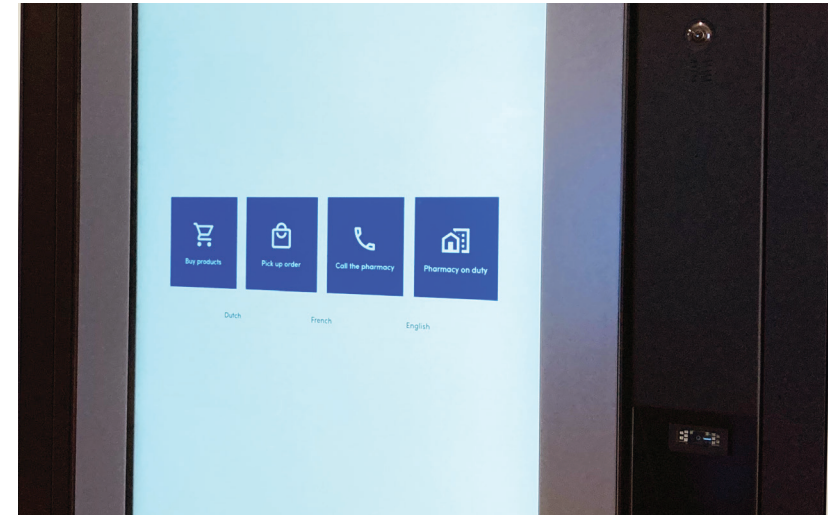 Buy products
Pick up order
Call the pharmacy
Pharmacy on duty
Dutch
French
English